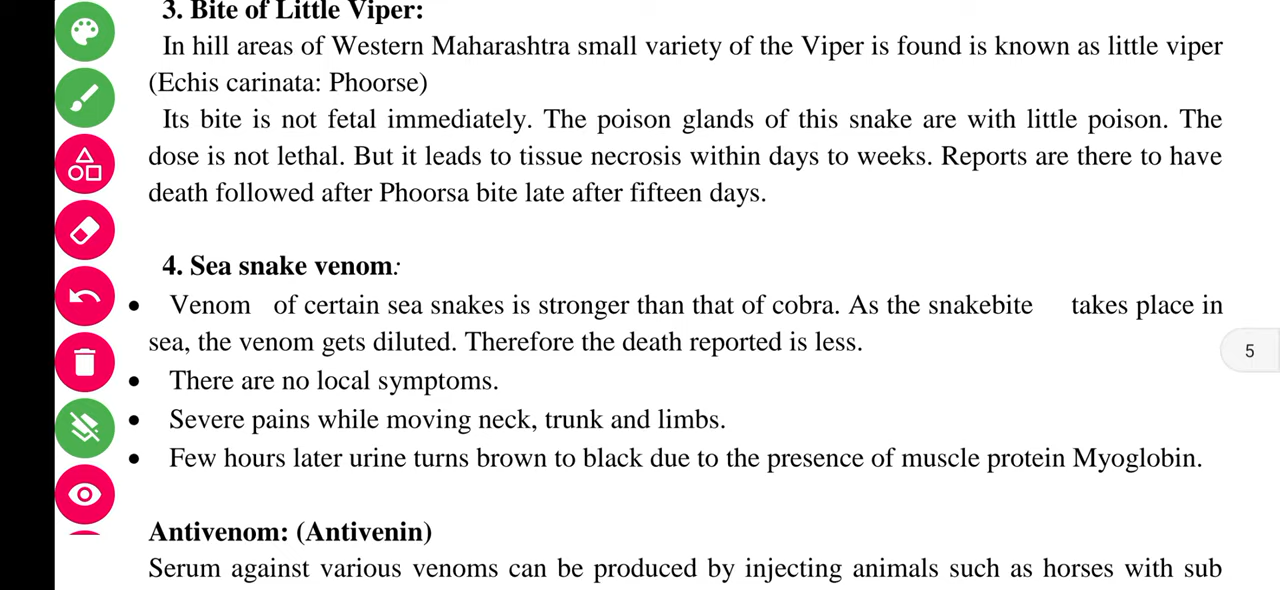 3. Bite of Little Viper:
In hill areas of Western Maharashtra small variety of the Viper is found is known as little viper
(Echis carinata: Phoorse)
Its bite is not fetal immediately. The poison glands of this snake are with little poison. The
dose is not lethal. But it leads to tissue necrosis within days to weeks. Reports are there to have
death followed after Phoorsa bite late after fifteen days.
4. Sea snake venom:
• Venom of certain sea snakes is stronger than that of cobra. As the snakebite takes place in
sea, the venom gets diluted. Therefore the death reported is less.
5
• There are no local symptoms.
• Severe pains while moving neck, trunk and limbs.
• Few hours later urine turns brown to black due to the presence of muscle protein Myoglobin.
Antivenom: (Antivenin)
Serum against various venoms can be produced by injecting animals such as horses with sub